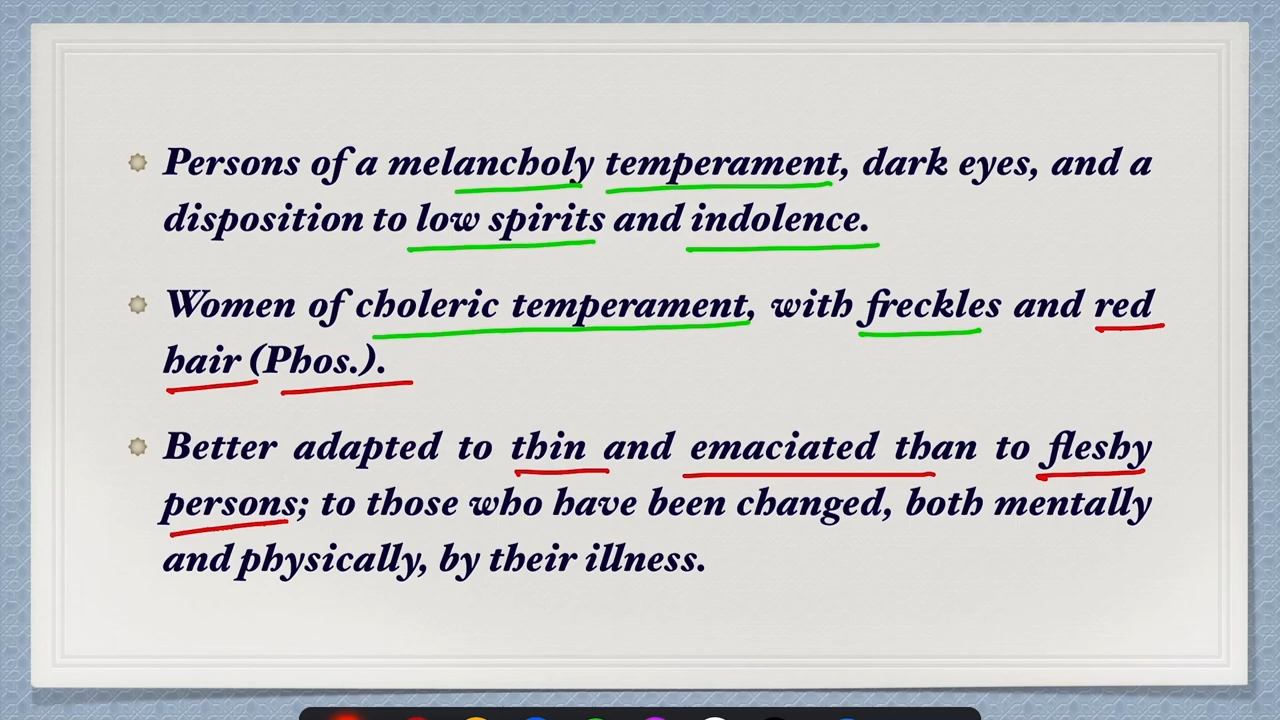 Persons of a melancholy temperament, dark eyes, and a
disposition to low spirits and indolence.
Women of choleric temperament, with freckles and red
hair (Phos.).
Better adapted to thin and emaciated than to fleshy
persons; to those who have been changed, both mentally
and physically, by their illness.